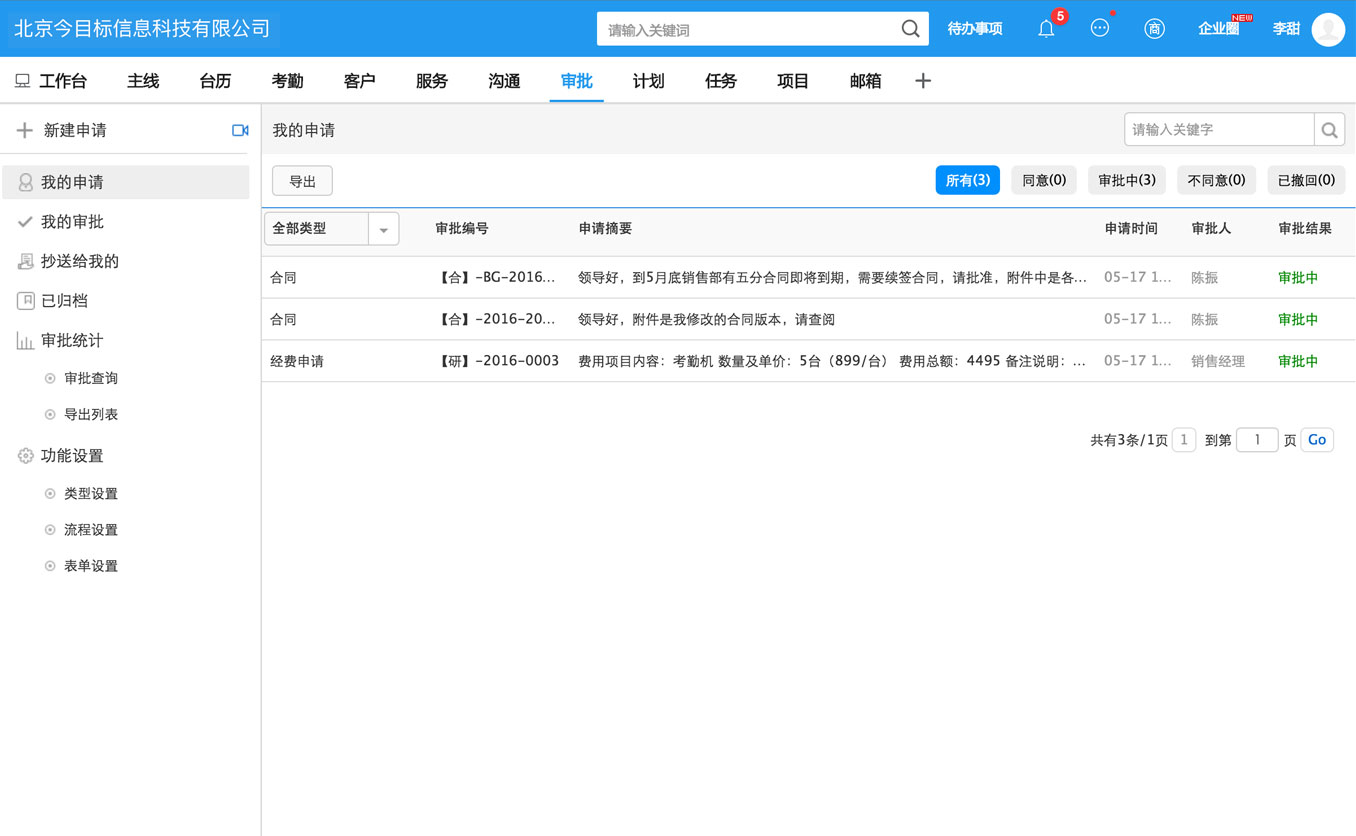 北京今目标信息科技有限公司 请输入关键词 待办事项 5 商 企业圈 NEW 李甜
工作台 主线 台历 考勤 客户 服务 沟通 审批 计划 任务 项目 邮箱
新建申请
我的申请
我的审批
抄送给我的
已归档
审批统计
审批查询
导出列表
功能设置
类型设置
流程设置
表单设置
我的申请 请输入关键字
导出 所有(3) 同意(0) 审批中(3) 不同意(0) 已撤回(0)
全部类型 审批编号 申请摘要 申请时间 审批人 审批结果
合同 【合】-BG-2016... 领导好，到5月底销售部有五分合同即将到期，需要续签合同，请批准，附件中是各... 05-17 1... 陈振 审批中
合同 【合】-2016-20... 领导好，附件是我修改的合同版本，请查阅 05-17 1... 陈振 审批中
经费申请 【研】-2016-0003 费用项目内容：考勤机 数量及单价：5台（899/台） 费用总额：4495 备注说明：... 05-17 1... 销售经理 审批中
共有3条/1页 1 到第 1 页 Go